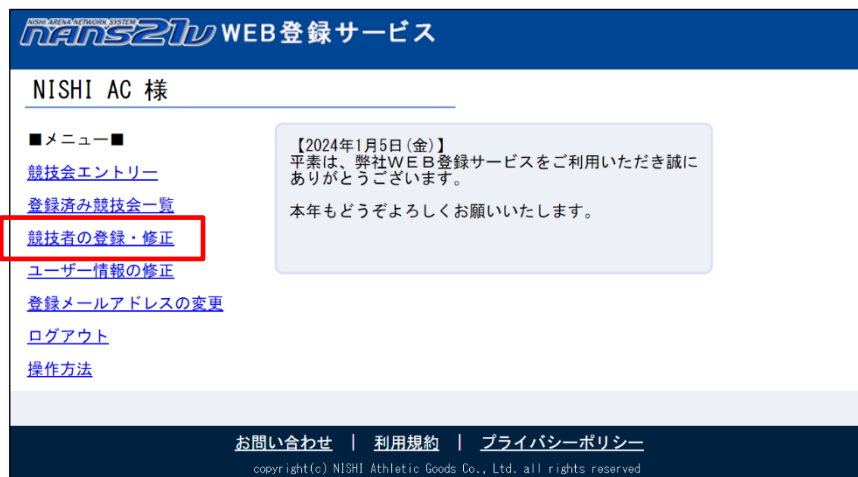 NISHI ARENA NETWORK SYSTEM
nans21v WEB登録サービス
NISHI AC 様
■メニュー■
競技会エントリー
登録済み競技会一覧
競技者の登録・修正
ユーザー情報の修正
登録メールアドレスの変更
ログアウト
操作方法
【2024年1月5日(金)】
平素は、弊社ＷＥＢ登録サービスをご利用いただき誠に
ありがとうございます。
本年もどうぞよろしくお願いいたします。
お問い合わせ | 利用規約 | プライバシーポリシー
copyright(c) NISHI Athletic Goods Co., Ltd. all rights reserved